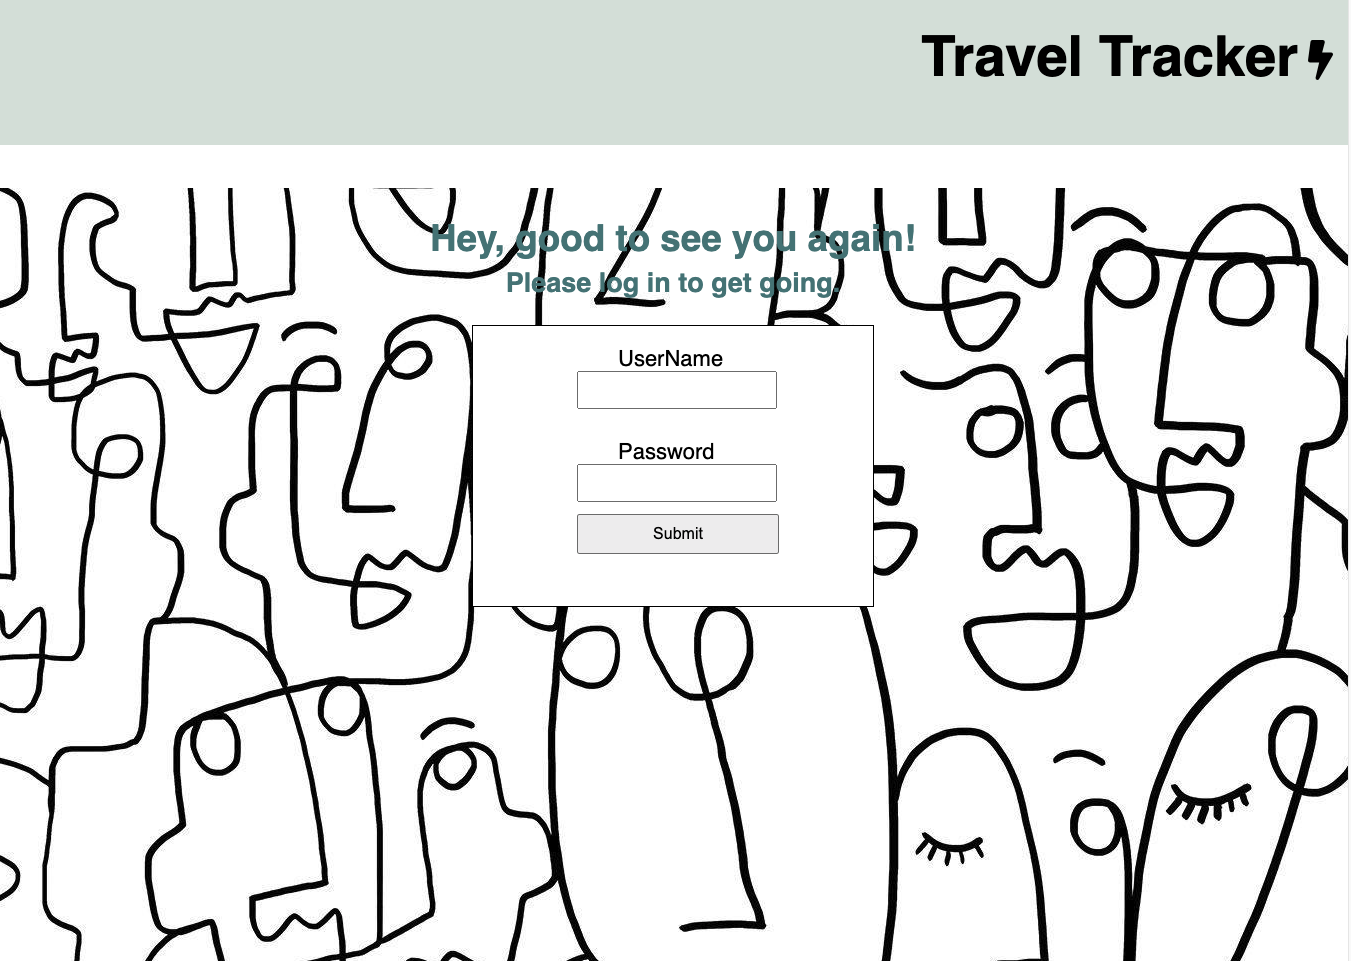 Travel Tracker
Hey, good to see you again!
Please log in to get going.
UserName
Password
Submit